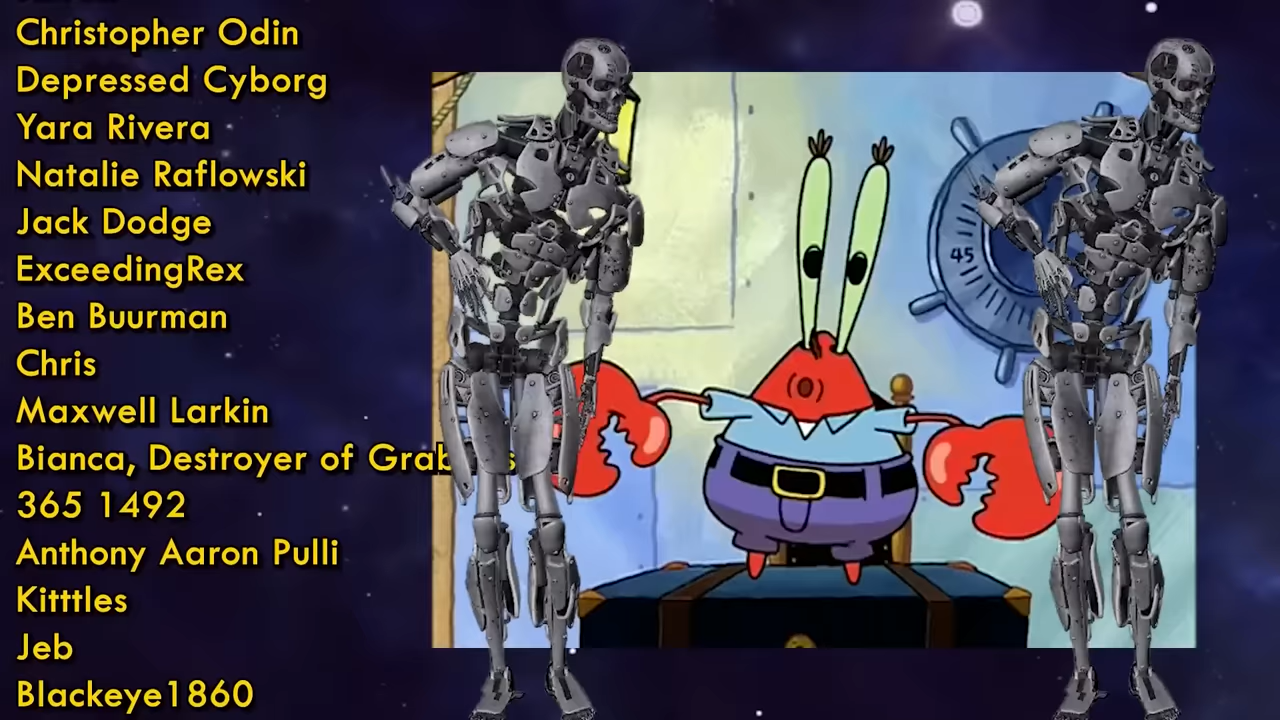 Christopher Odin
Depressed Cyborg
Yara Rivera
Natalie Raflowski
Jack Dodge
ExceedingRex
Ben Buurman
Chris
Maxwell Larkin
Bianca, Destroyer of
365 1492
Anthony Aaron Pulli
Kitttles
Jeb
Blackeye1860
45